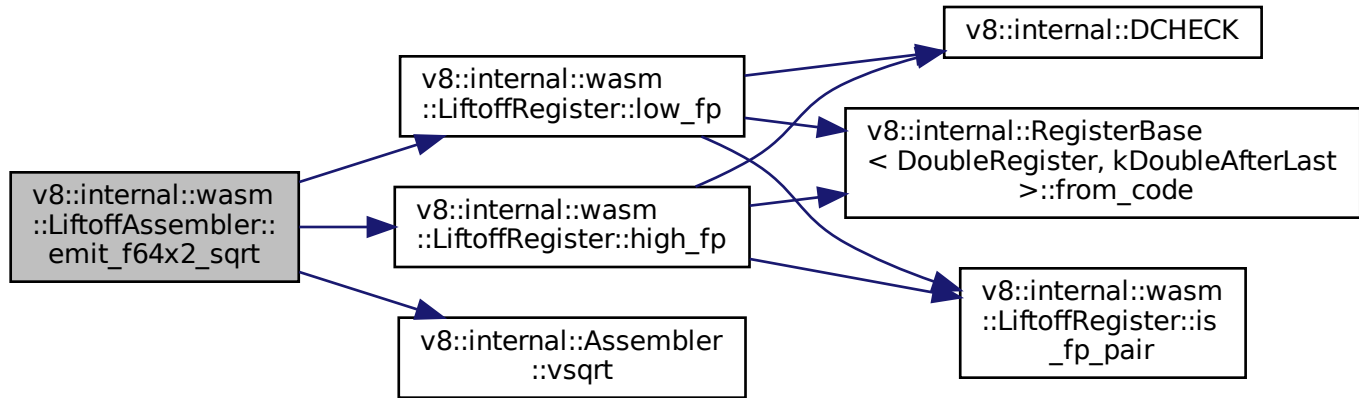 v8::internal::wasm
::LiftoffAssembler::
emit_f64x2_sqrt
v8::internal::wasm
::LiftoffRegister::low_fp
v8::internal::wasm
::LiftoffRegister::high_fp
v8::internal::Assembler
::vsqrt
v8::internal::DCHECK
v8::internal::RegisterBase
< DoubleRegister, kDoubleAfterLast
>::from_code
v8::internal::wasm
::LiftoffRegister::is
_fp_pair